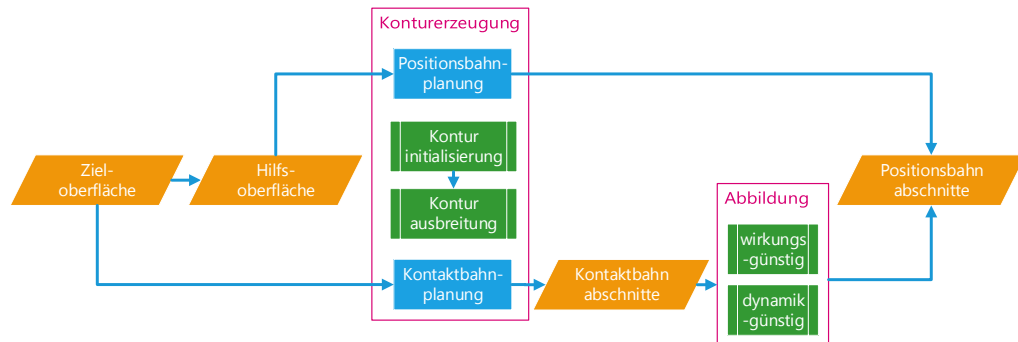 Konturerzeugung
Positionsbahn-
planung
Kontur
initialisierung
Kontur
ausbreitung
Kontaktbahn-
planung
Ziel-
oberfläche
Hilfs-
oberfläche
Kontaktbahn
abschnitte
Abbildung
wirkungs
-günstig
dynamik
-günstig
Positionsbahn
abschnitte